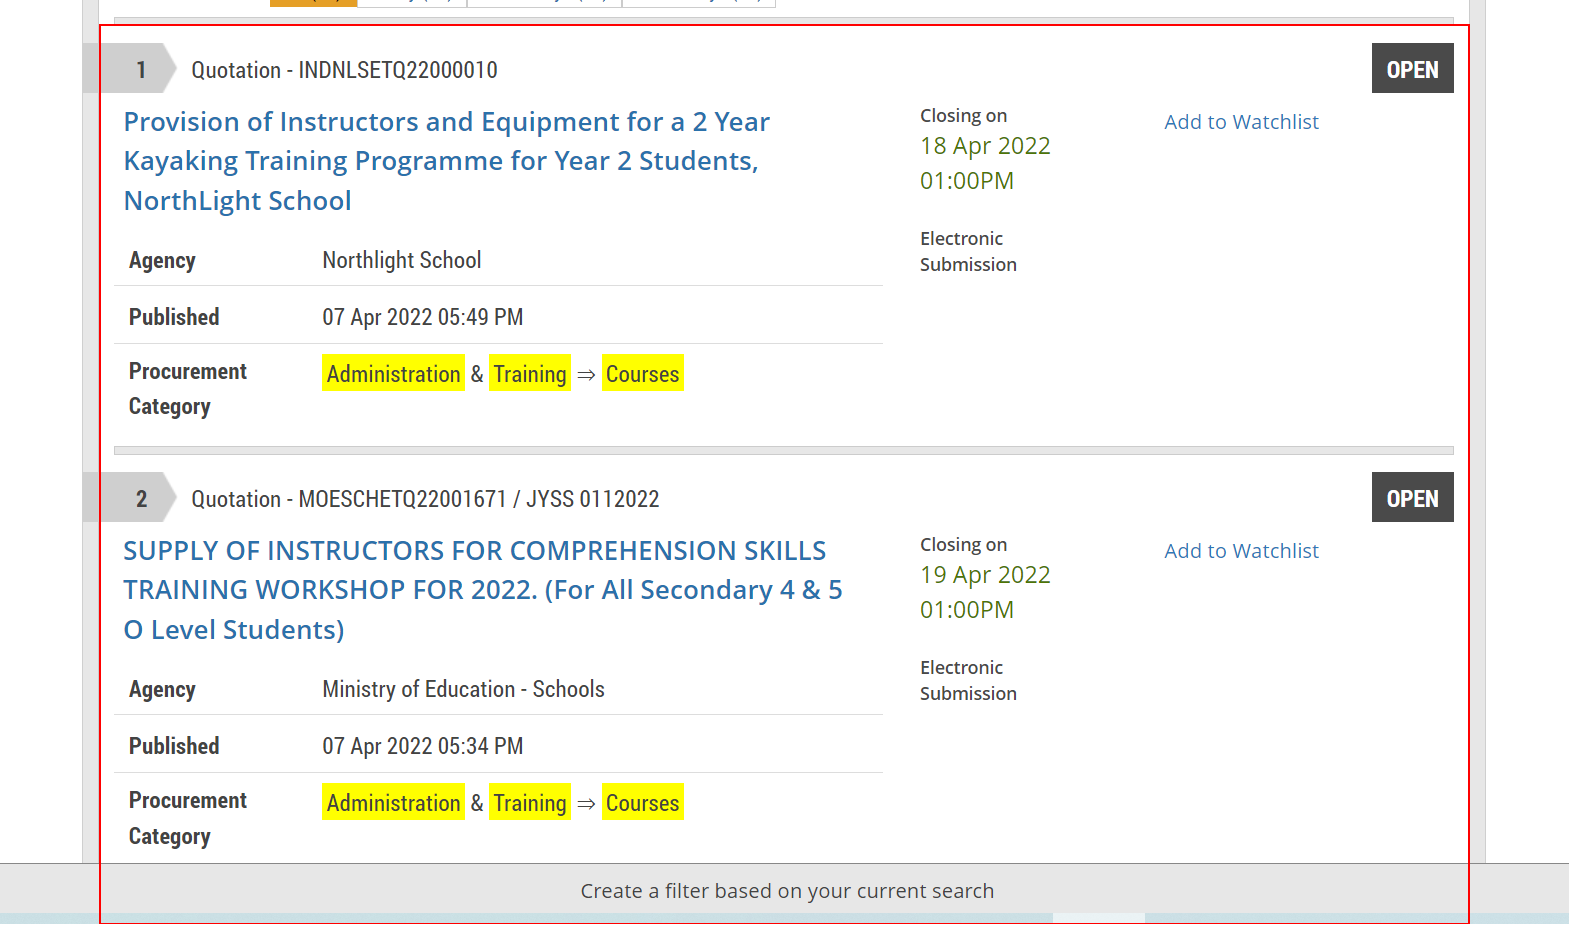 1 Quotation - INDNLSETQ22000010 OPEN
Provision of Instructors and Equipment for a 2 Year
Kayaking Training Programme for Year 2 Students,
NorthLight School
Closing on
18 Apr 2022
01:00PM
Electronic
Submission
Add to Watchlist
Agency Northlight School
Published 07 Apr 2022 05:49 PM
Procurement
Category
Administration & Training ⇒ Courses
2 Quotation - MOESCHETQ22001671 / JYSS 0112022 OPEN
SUPPLY OF INSTRUCTORS FOR COMPREHENSION SKILLS
TRAINING WORKSHOP FOR 2022. (For All Secondary 4 & 5
O Level Students)
Closing on
19 Apr 2022
01:00PM
Electronic
Submission
Add to Watchlist
Agency Ministry of Education - Schools
Published 07 Apr 2022 05:34 PM
Procurement
Category
Administration & Training ⇒ Courses
Create a filter based on your current search